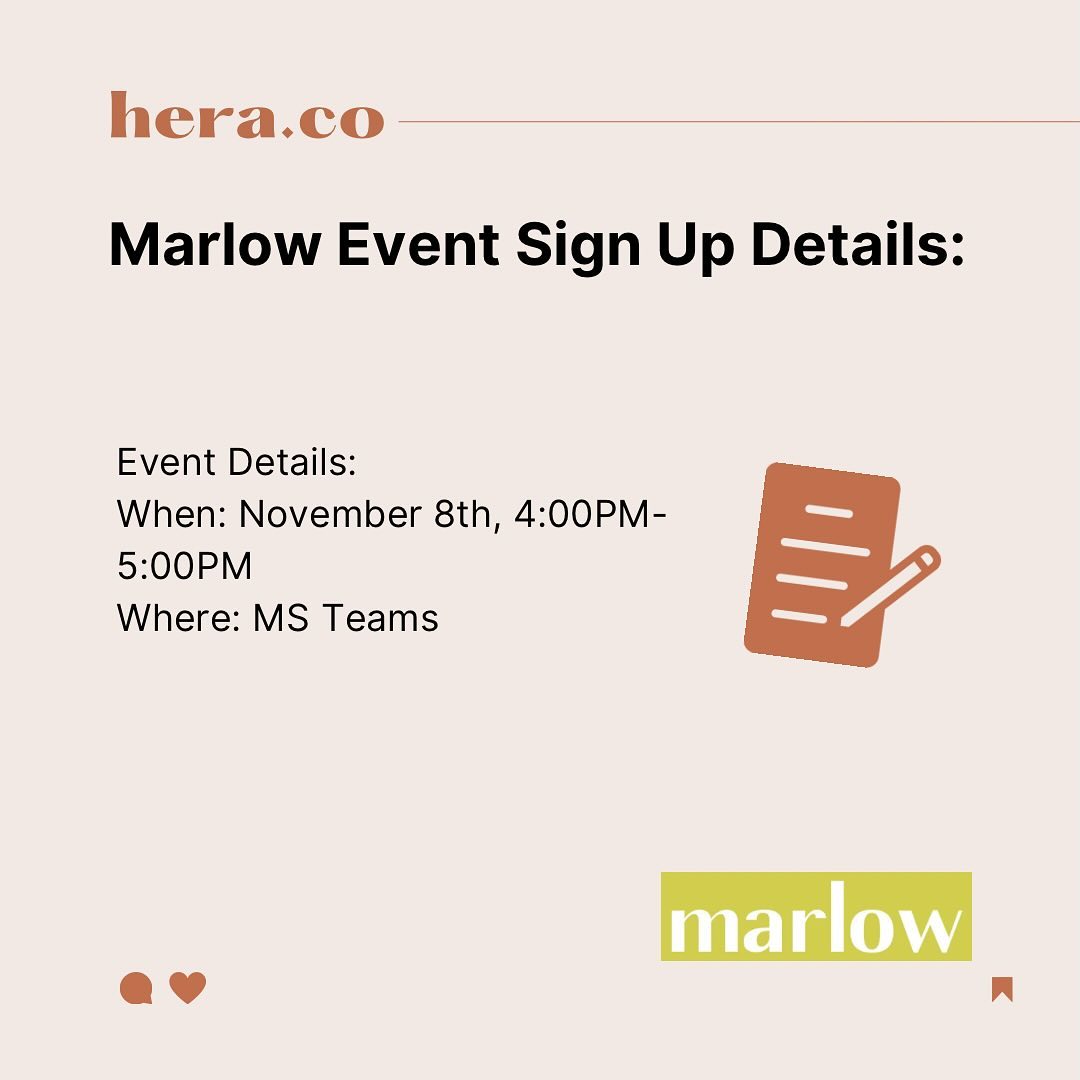 hera.co
Marlow Event Sign Up Details:
Event Details:
When: November 8th, 4:00PM-
5:00PM
Where: MS Teams
marlow